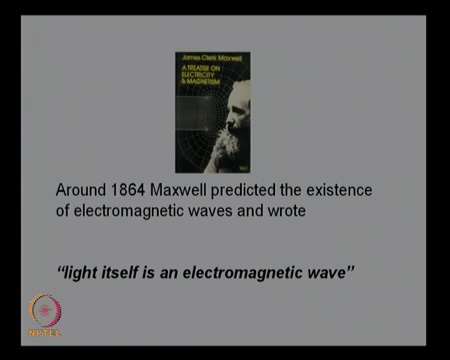 James Clerk Maxwell
A TREATISE ON
ELECTRICITY
& MAGNETISM
Around 1864 Maxwell predicted the existence
of electromagnetic waves and wrote
“light itself is an electromagnetic wave”
NPTEL